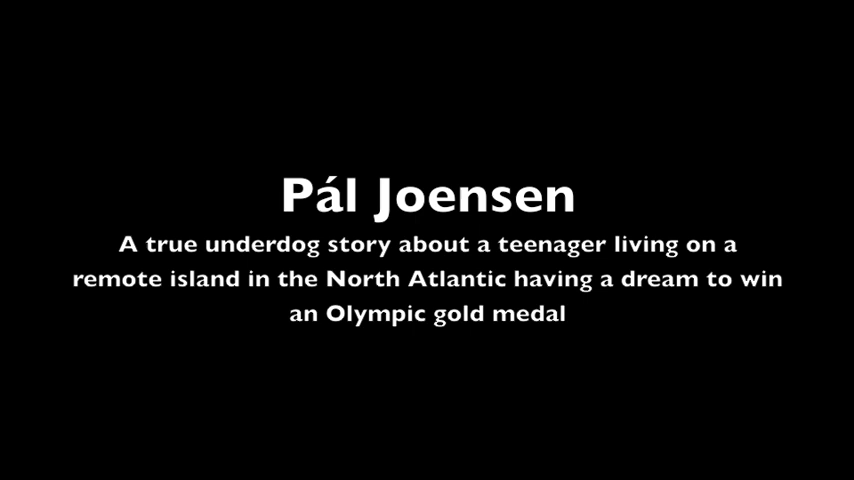 Pál Joensen
A true underdog story about a teenager living on a
remote island in the North Atlantic having a dream to win
an Olympic gold medal